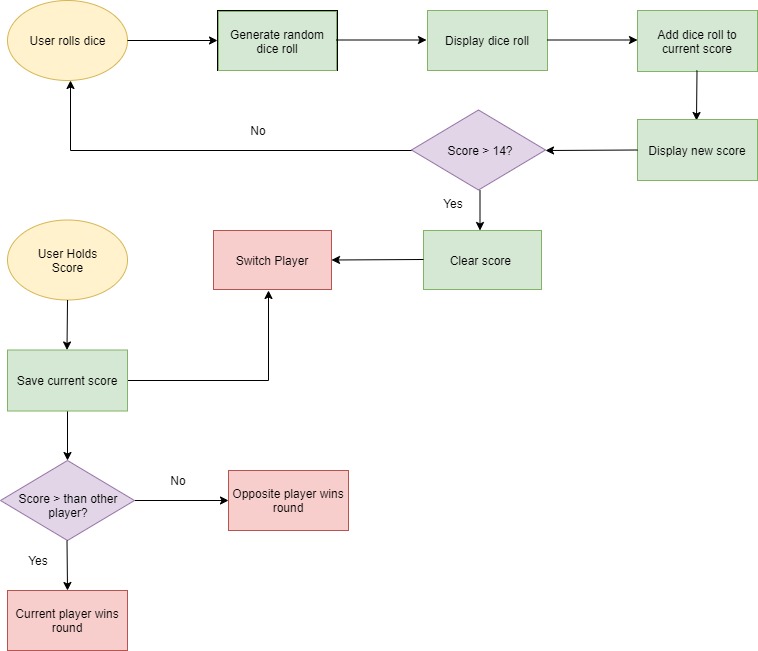 User rolls dice
Generate random
dice roll
Display dice roll
Add dice roll to
current score
No
Score > 14?
Display new score
Yes
User Holds
Score
Switch Player
Clear score
Save current score
Score > than other
player?
No
Opposite player wins
round
Yes
Current player wins
round